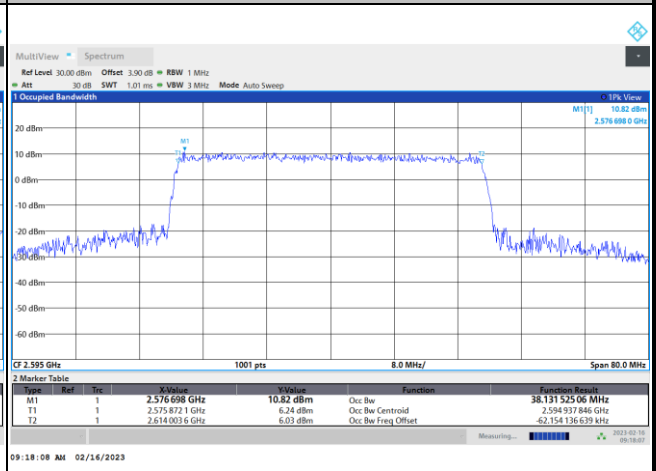 MultiView Spectrum
Ref Level 30.00 dBm Offset 3.90 dB RBW 1 MHz
Att 30 dB SWT 1.01 ms VBW 3 MHz Mode Auto Sweep
1 Occupied Bandwidth 1Pk View
M1[1] 10.82 dBm
2.576 698 0 GHz
20 dBm
M1
T1 T2
10 dBm
0 dBm
-10 dBm
-20 dBm
-30 dBm
-40 dBm
-50 dBm
-60 dBm
CF 2.595 GHz 1001 pts 8.0 MHz/ Span 80.0 MHz
2 Marker Table
Type Ref Trc X-Value Y-Value Function Function Result
M1 1 2.576 698 GHz 10.82 dBm Occ Bw 38.131 525 06 MHz
T1 1 2.575 872 1 GHz 6.24 dBm Occ Bw Centroid 2.594 937 846 GHz
T2 1 2.614 003 6 GHz 6.03 dBm Occ Bw Freq Offset -62.154 136 639 kHz
Measuring... 2023-02-16
09:18:07
09:18:08 AM 02/16/2023